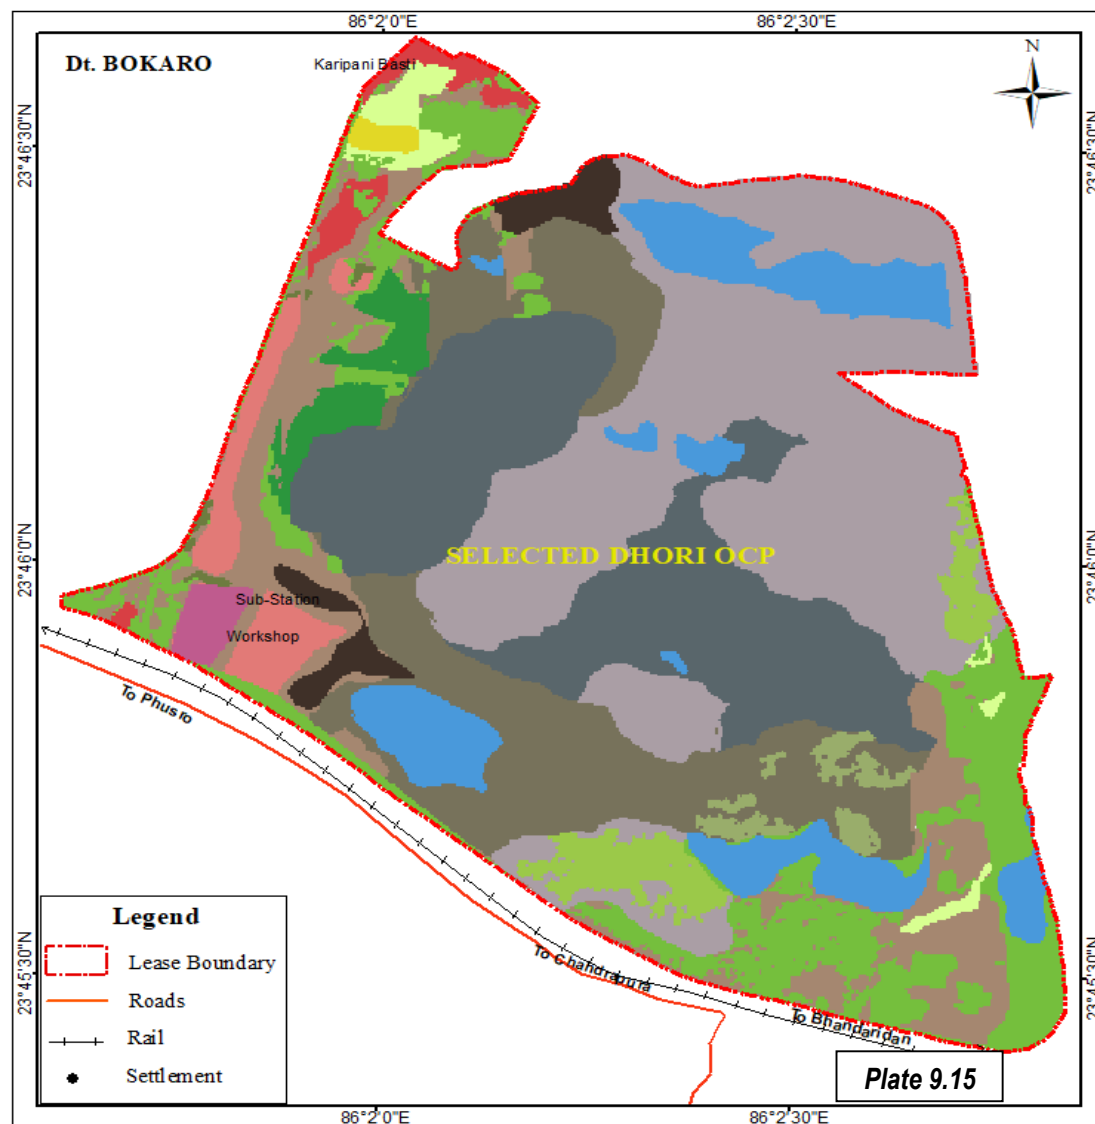 86°2'0"E
86°2'30"E
Dt. BOKARO
Karipani Basti
N
23°46'30"N
23°46'30"N
SELECTED DHORI OCP
23°46'0"N
23°46'0"N
Sub-Station
Workshop
To Phusro
Legend
Lease Boundary
Roads
Rail
Settlement
To Chandrapura
To Bhandaridan
23°45'30"N
23°45'30"N
Plate 9.15
86°2'0"E
86°2'30"E